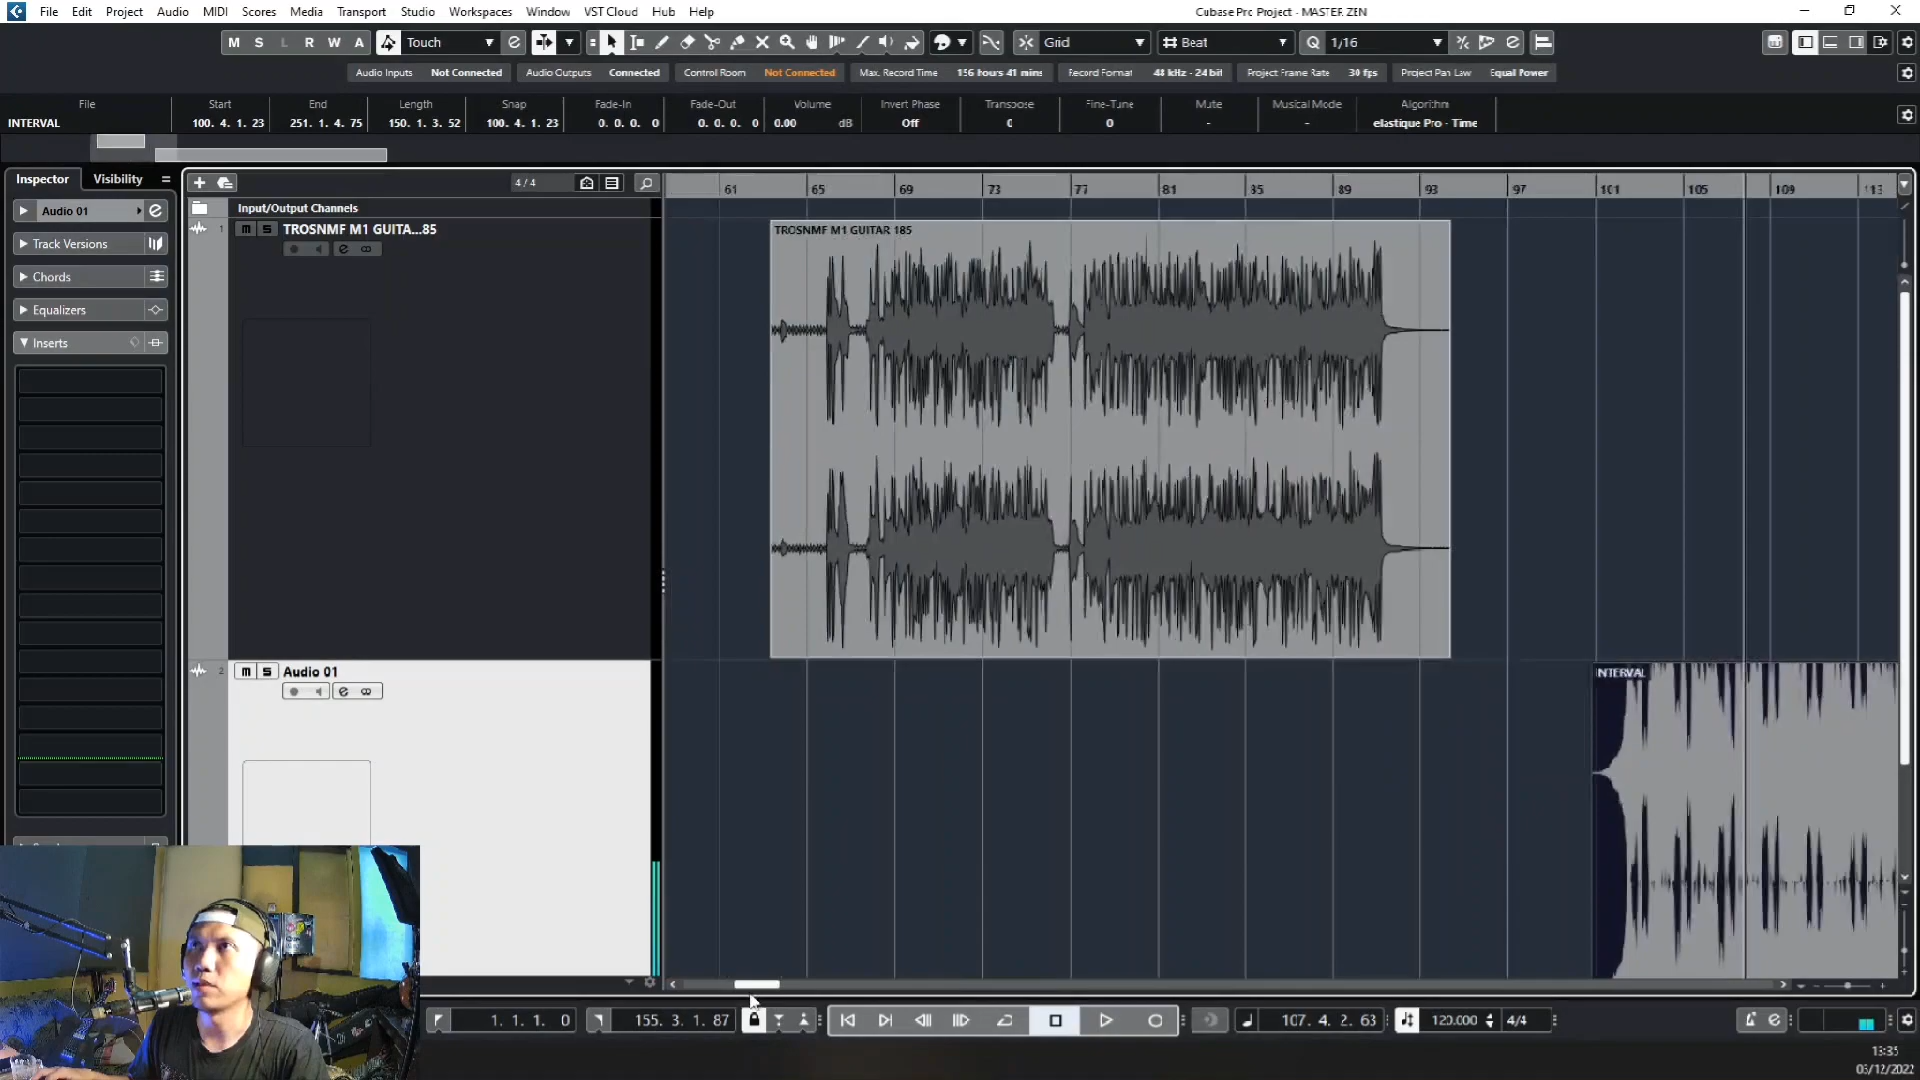 File Edit Project Audio MIDI Scores Media Transport Studio Workspaces Window VST Cloud Hub Help
Cubase Pro Project - MASTER ZEN
M S L R W A Touch Grid Beat Q 1/16
Audio Inputs Not Connected Audio Outputs Connected Control Room Not Connected Max. Record Time 156 hours 41 mins Record Format 48 kHz - 24 bit Project Frame Rate 30 fps Project Pan Law Equal Power
File Start End Length Snap Fade-In Fade-Out Volume Invert Phase Transpose Fine-Tune Mute Musical Mode Algorithm
INTERVAL 100. 4. 1. 23 251. 1. 4. 75 150. 1. 3. 52 100. 4. 1. 23 0. 0. 0. 0 0. 0. 0. 0 0.00 dB Off 0 0 - - elastique Pro - Time
Inspector Visibility
4/4
61 65 69 73 77 81 85 89 93 97 101 105 109 113
Audio 01
Input/Output Channels
1 m S TROSNMF M1 GUITA...85
TROSNMF M1 GUITAR 185
Track Versions
Chords
Equalizers
Inserts
2 m S Audio 01
INTERVAL
1. 1. 1. 0 155. 3. 1. 87 107. 4. 2. 63 120.000 4/4
13:35
03/12/2022